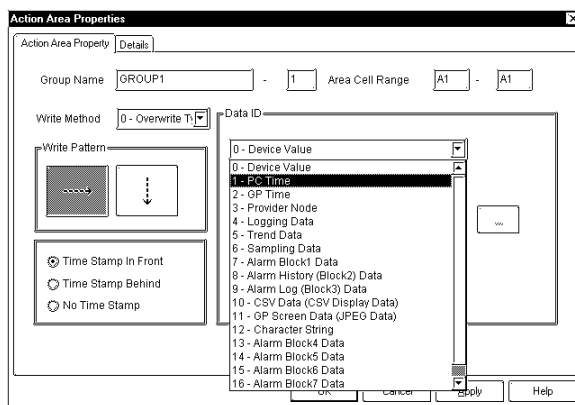 Action Area Properties
Action Area Property
Details
Group Name GROUP1 - 1 Area Cell Range A1 - A1
Write Method 0 - Overwrite Ty
Data ID
Write Pattern
0 - Device Value
0 - Device Value
1 - PC Time
2 - GP Time
3 - Provider Node
4 - Logging Data
5 - Trend Data
6 - Sampling Data
7 - Alarm Block1 Data
8 - Alarm History (Block2) Data
9 - Alarm Log (Block3) Data
10 - CSV Data (CSV Display Data)
11 - GP Screen Data (JPEG Data)
12 - Character String
13 - Alarm Block4 Data
14 - Alarm Block5 Data
15 - Alarm Block6 Data
16 - Alarm Block7 Data
...
Time Stamp In Front
Time Stamp Behind
No Time Stamp
OK Cancel Apply Help